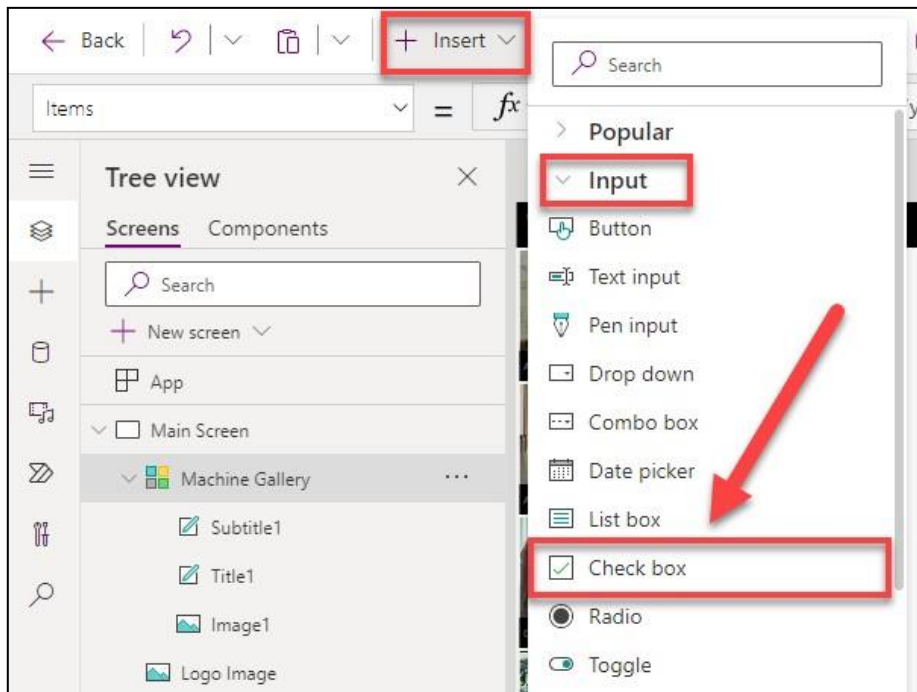 Back
Insert
Search
Items
=
fx
Popular
Tree view
Input
Screens Components
Button
Search
Text input
New screen
Pen input
App
Drop down
Main Screen
Combo box
Machine Gallery
Date picker
Subtitle1
List box
Title1
Check box
Image1
Radio
Logo Image
Toggle